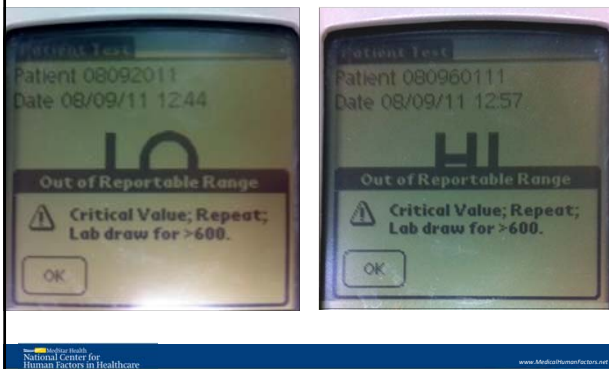 Patient Test
Patient 08092011
Date 08/09/11 12:44
LO
Out of Reportable Range
Critical Value; Repeat;
Lab draw for >600.
OK
Patient Test
Patient 080960111
Date 08/09/11 12:57
HI
Out of Reportable Range
Critical Value; Repeat;
Lab draw for >600.
OK
MedStar Health
National Center for
Human Factors in Healthcare
www.MedicalHumanFactors.net